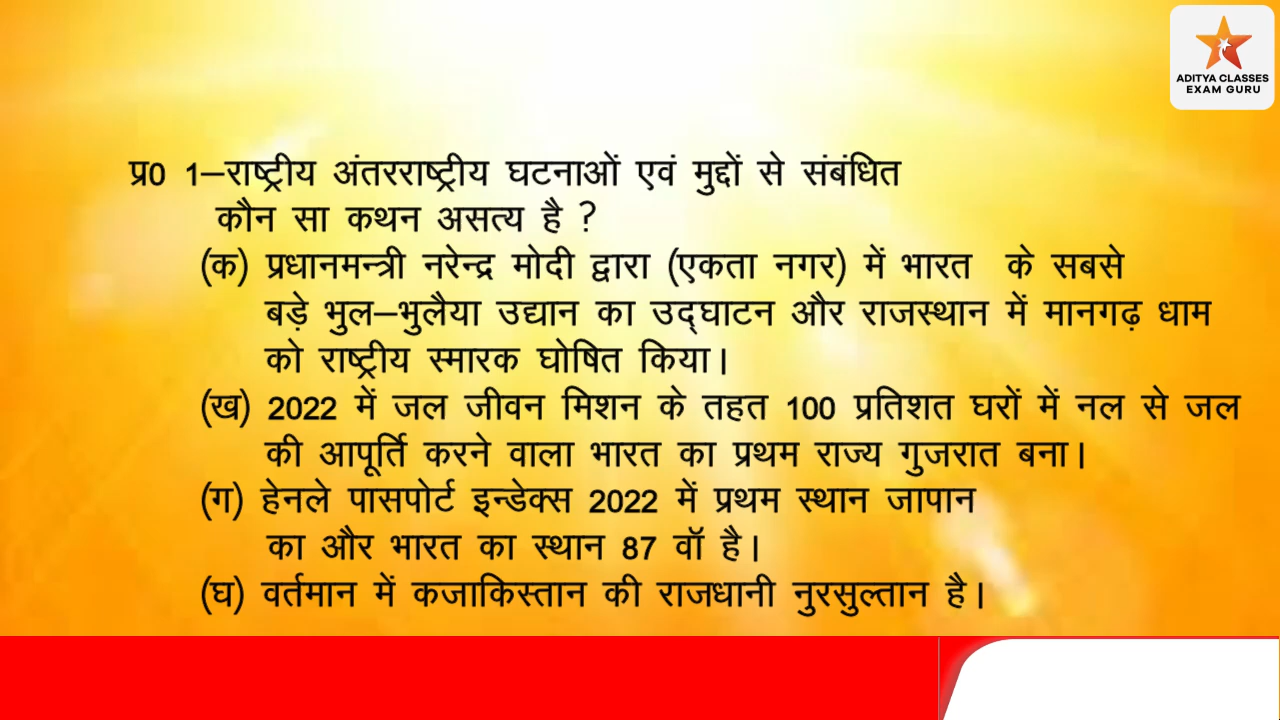 ADITYA CLASSES
EXAM GURU
प्र0 1–राष्ट्रीय अंतरराष्ट्रीय घटनाओं एवं मुद्दों से संबंधित
कौन सा कथन असत्य है ?
(क) प्रधानमन्त्री नरेन्द्र मोदी द्वारा (एकता नगर) में भारत के सबसे
बड़े भुल–भुलैया उद्यान का उद्घाटन और राजस्थान में मानगढ़ धाम
को राष्ट्रीय स्मारक घोषित किया।
(ख) 2022 में जल जीवन मिशन के तहत 100 प्रतिशत घरों में नल से जल
की आपूर्ति करने वाला भारत का प्रथम राज्य गुजरात बना।
(ग) हेनले पासपोर्ट इन्डेक्स 2022 में प्रथम स्थान जापान
का और भारत का स्थान 87 वॉ है।
(घ) वर्तमान में कजाकिस्तान की राजधानी नुरसुल्तान है।